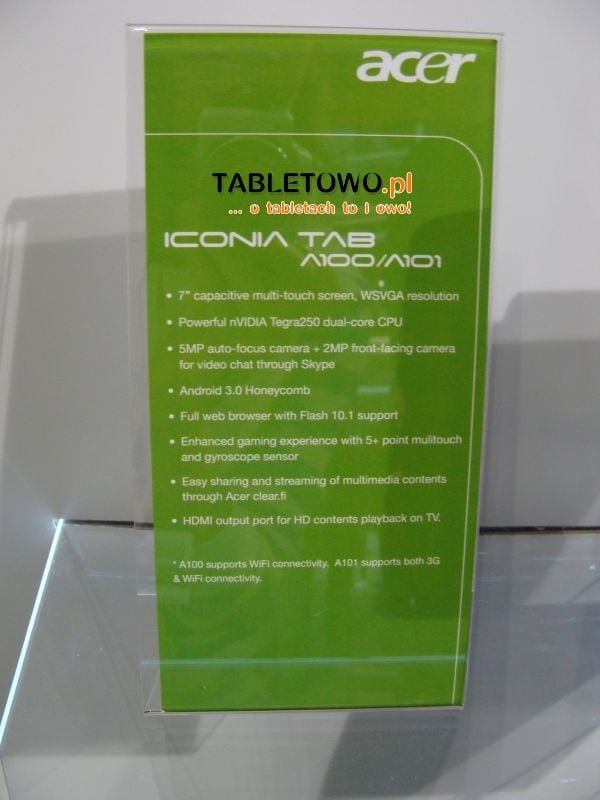 acer
TABLETOWO.pl
... o tabletach to i owo!
ICONIA TAB
A100/A101
• 7" capacitive multi-touch screen, WSVGA resolution
• Powerful nVIDIA Tegra250 dual-core CPU
• 5MP auto-focus camera + 2MP front-facing camera
for video chat through Skype
• Android 3.0 Honeycomb
• Full web browser with Flash 10.1 support
• Enhanced gaming experience with 5+ point mulitouch
and gyroscope sensor
• Easy sharing and streaming of multimedia contents
through Acer clear.fi
• HDMI output port for HD contents playback on TV.
* A100 supports WiFi connectivity. A101 supports both 3G
& WiFi connectivity.